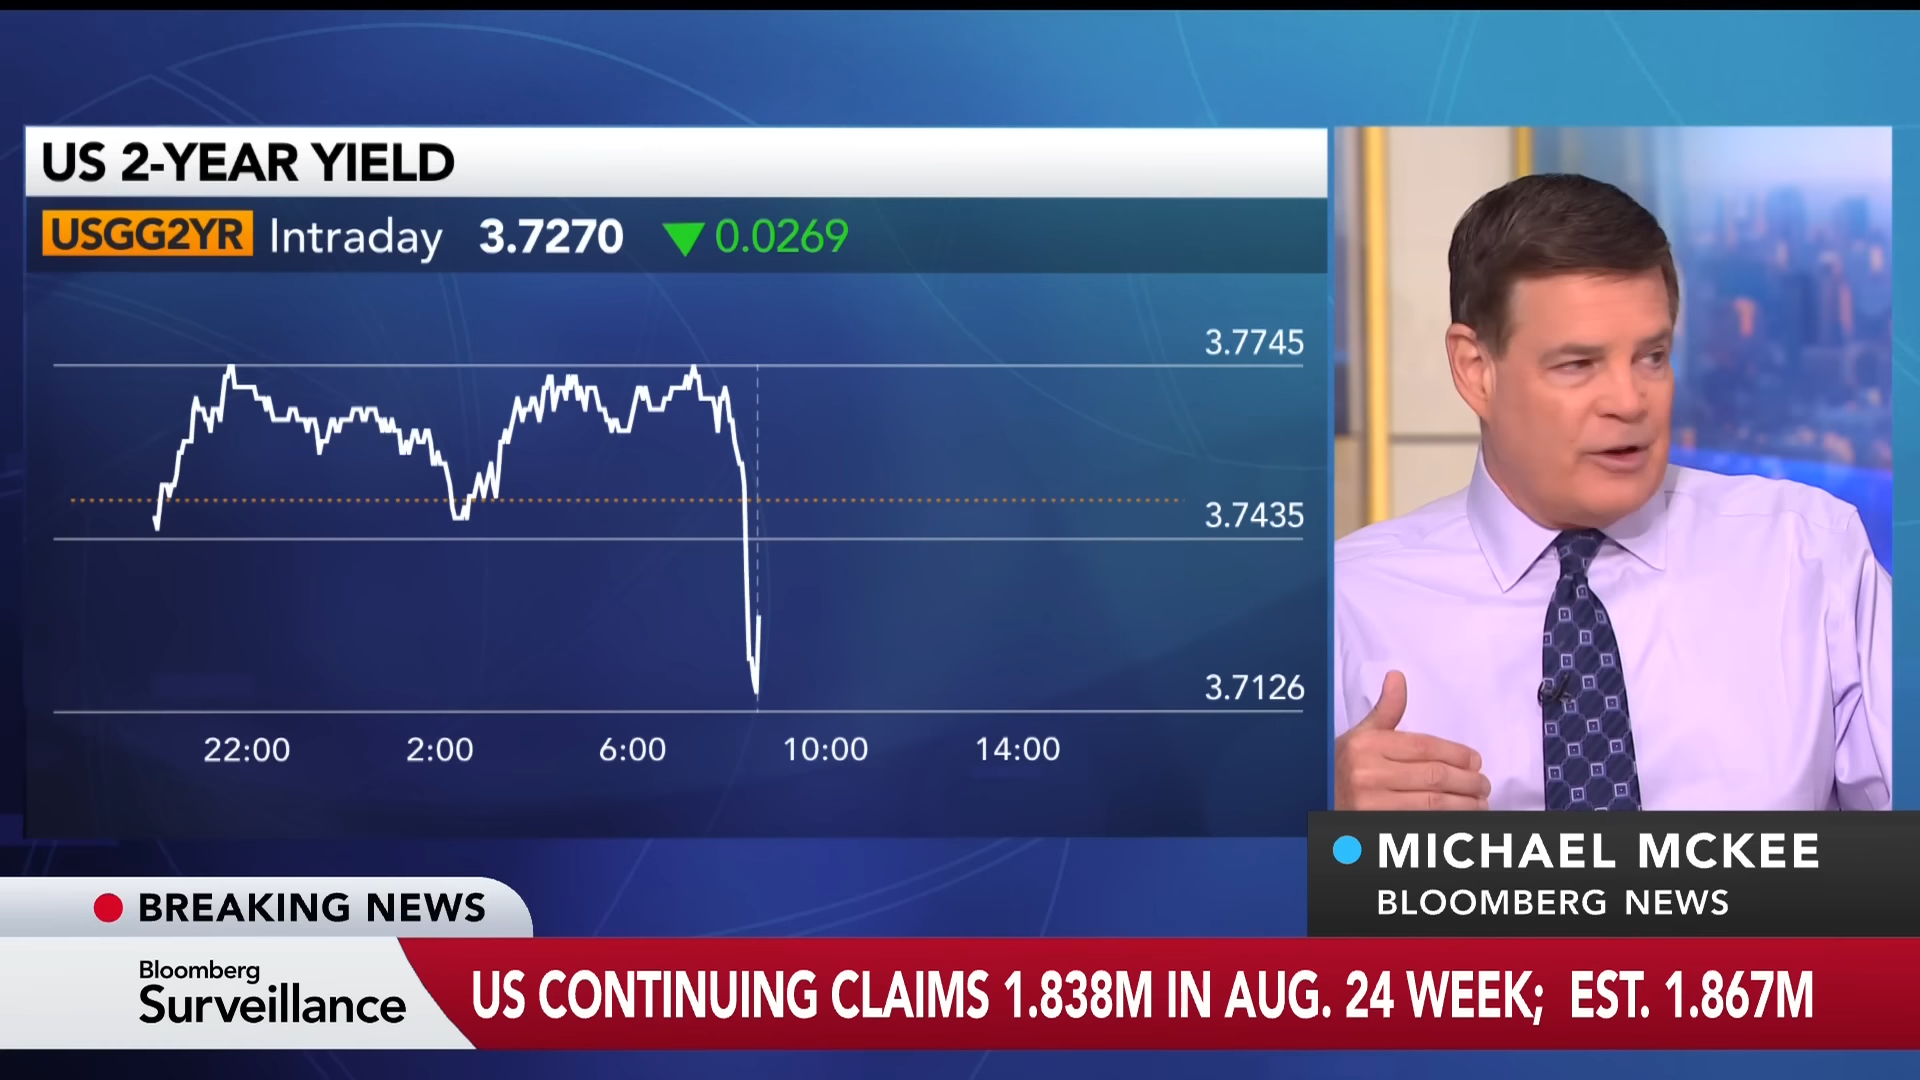 US 2-YEAR YIELD
USGG2YR Intraday 3.7270 ▼0.0269
3.7745
3.7435
3.7126
22:00 2:00 6:00 10:00 14:00
MICHAEL MCKEE
BLOOMBERG NEWS
BREAKING NEWS
Bloomberg
Surveillance
US CONTINUING CLAIMS 1.838M IN AUG. 24 WEEK; EST. 1.867M